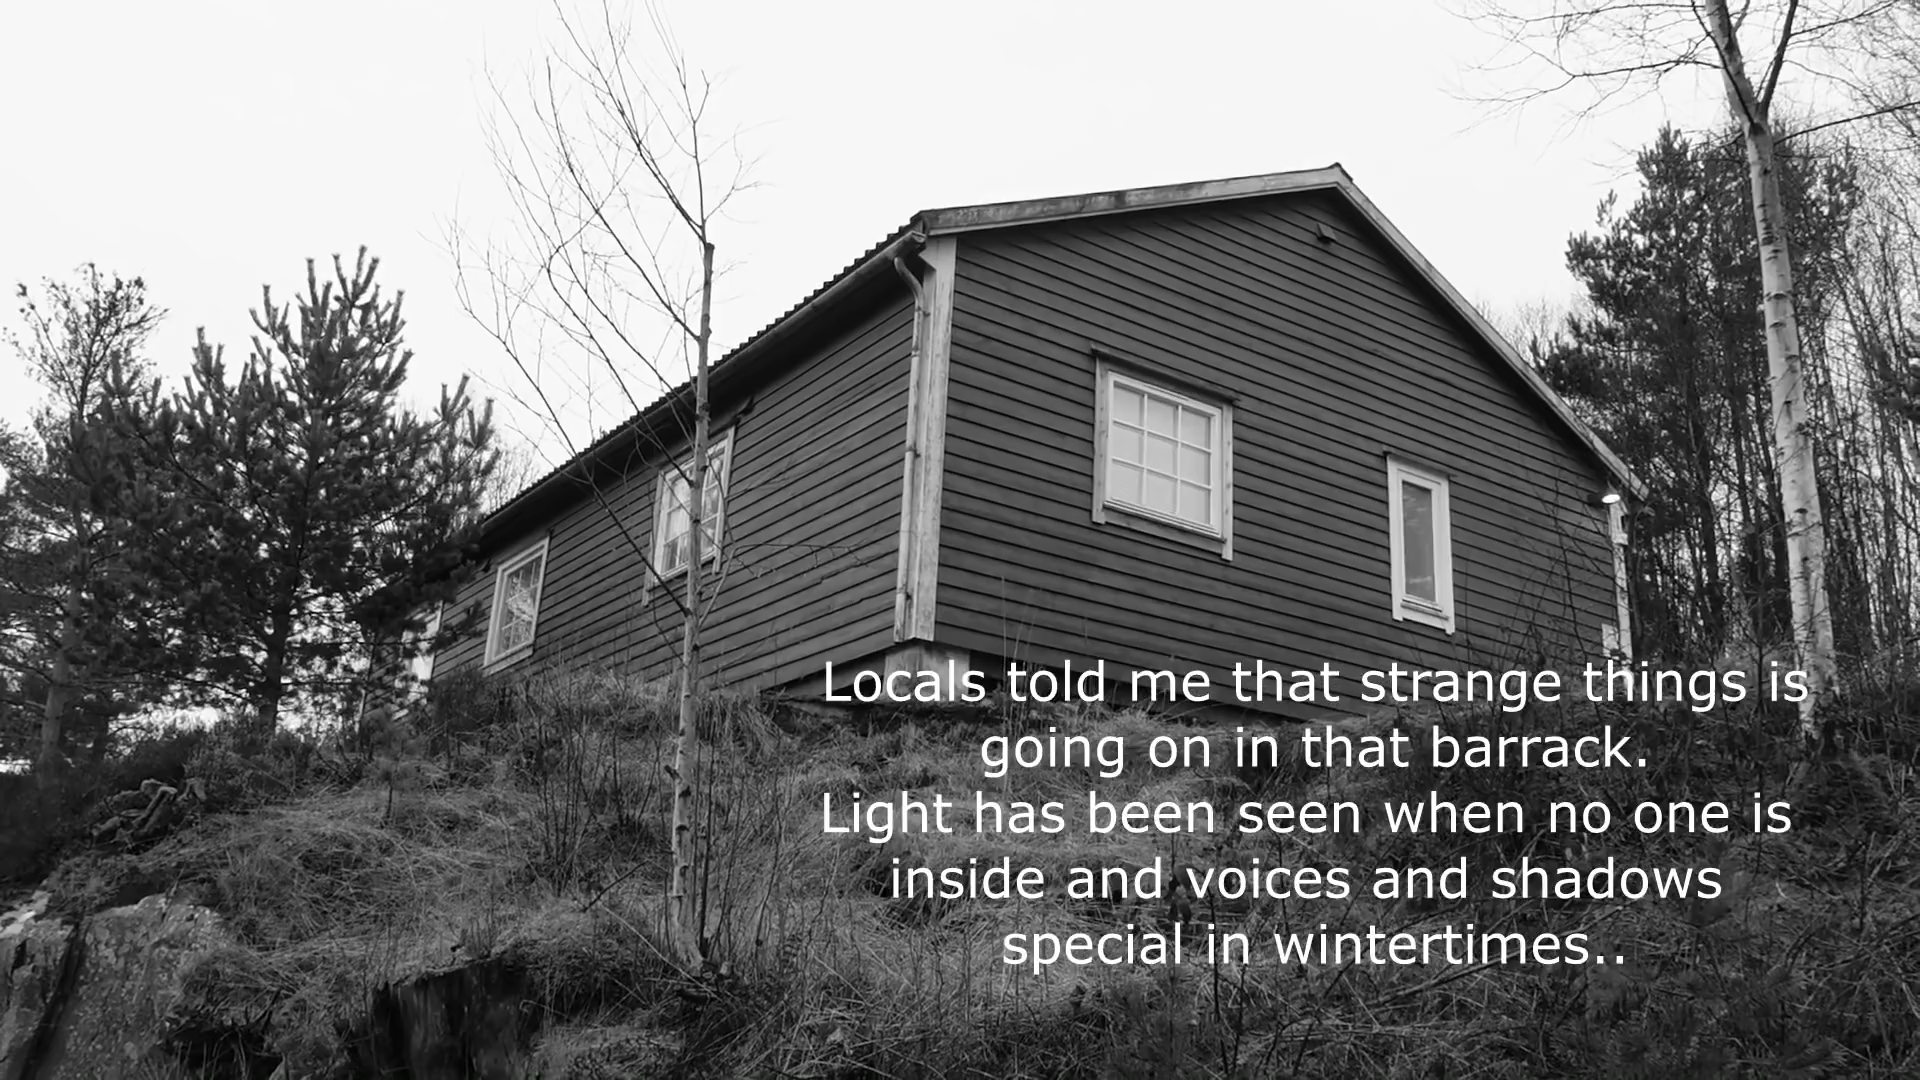 Locals told me that strange things is
going on in that barrack.
Light has been seen when no one is
inside and voices and shadows
special in wintertimes..